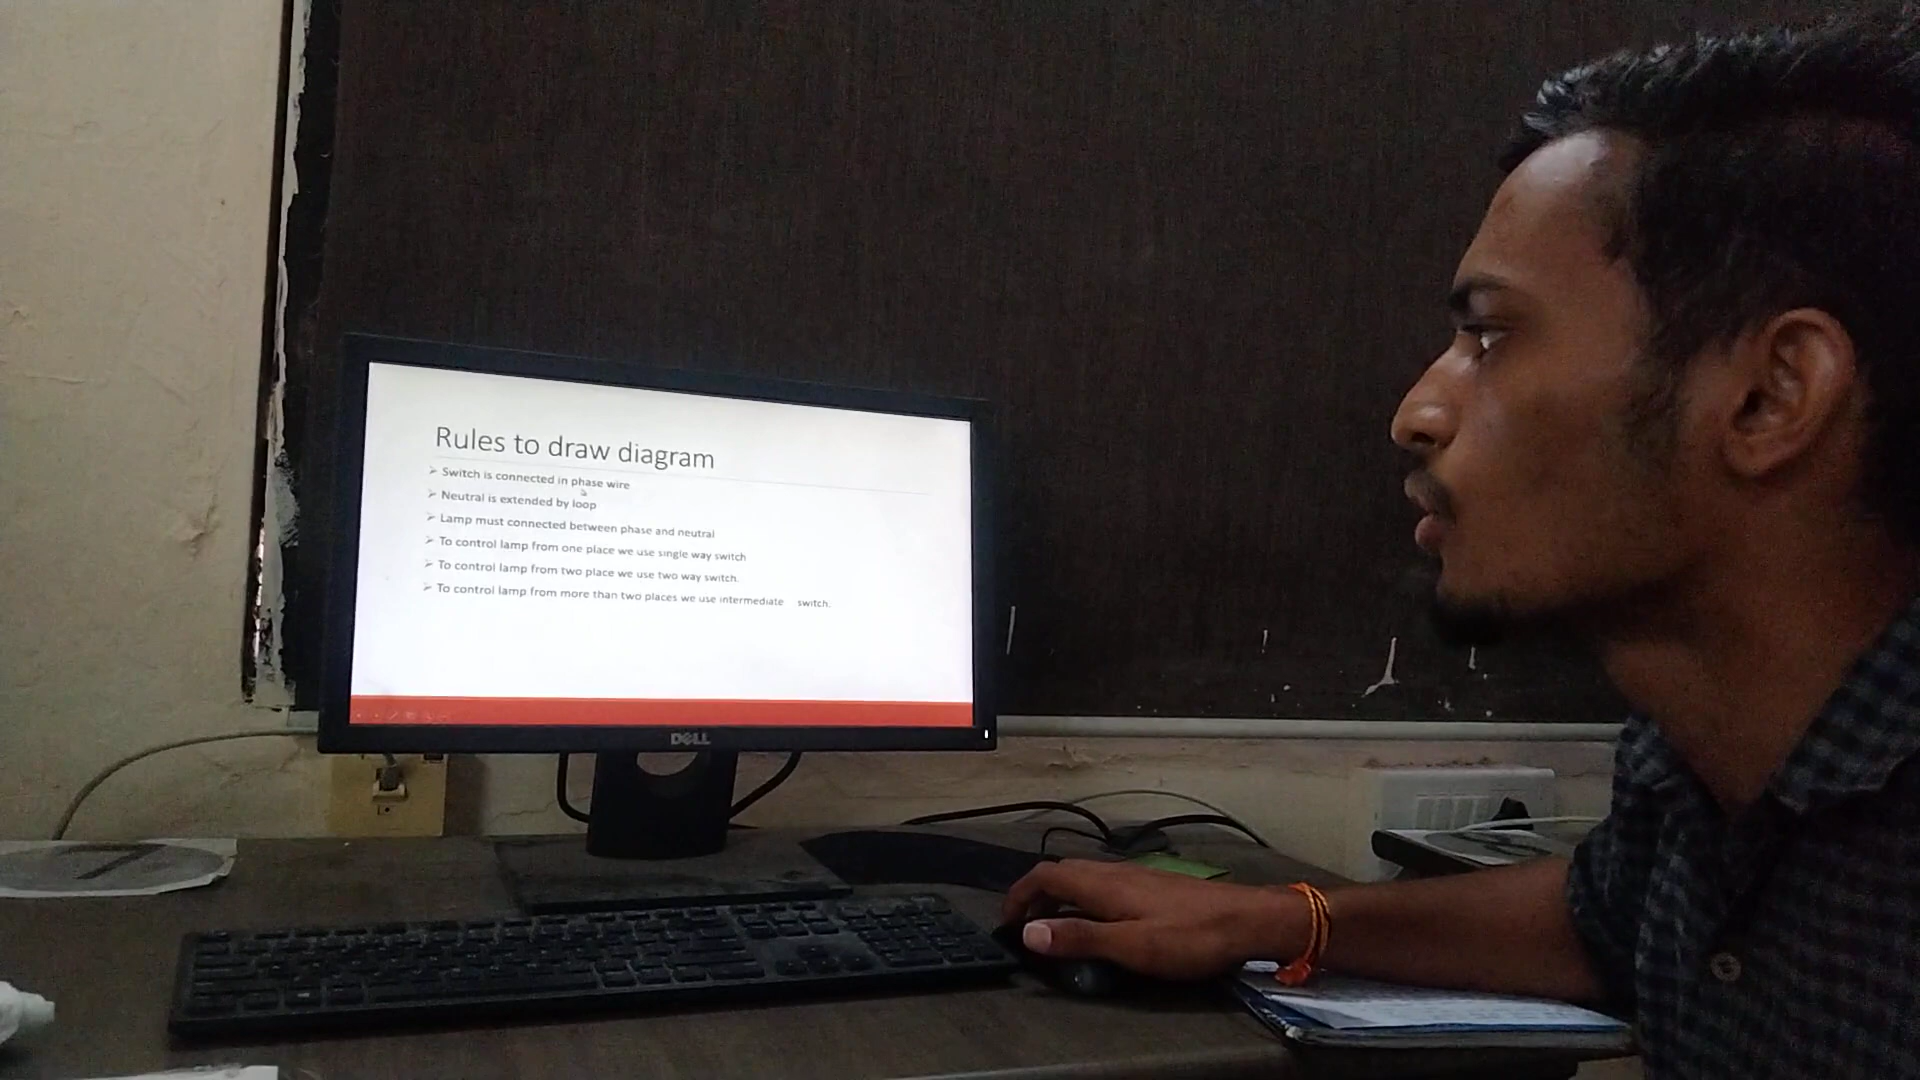 Rules to draw diagram
➢ Switch is connected in phase wire
➢ Neutral is extended by loop
➢ Lamp must connected between phase and neutral
➢ To control lamp from one place we use single way switch
➢ To control lamp from two place we use two way switch.
➢ To control lamp from more than two places we use intermediate switch.
DELL